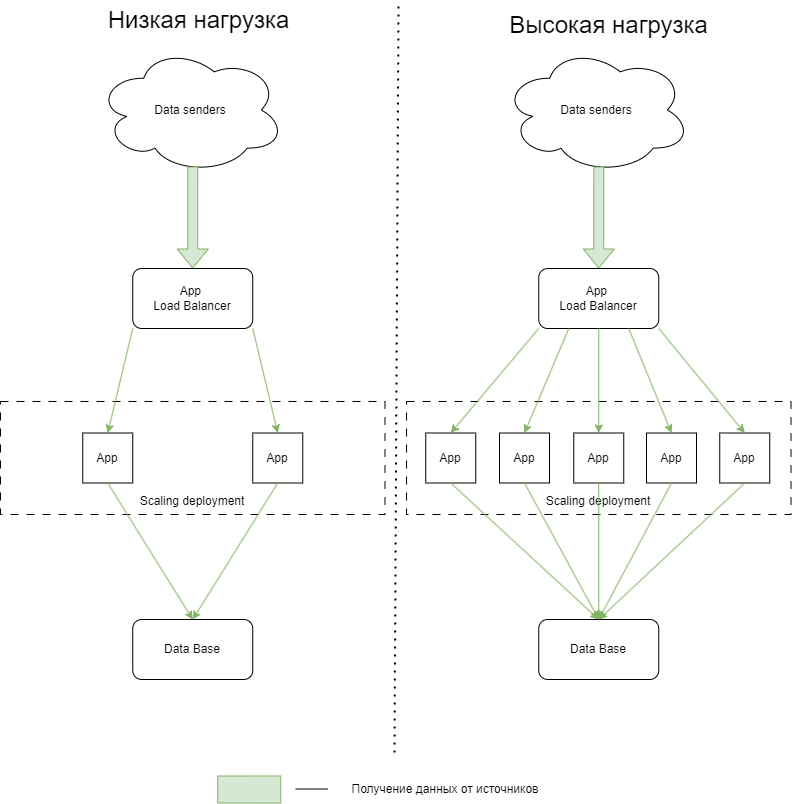 Низкая нагрузка
Data senders
App
Load Balancer
App
App
Scaling deployment
Data Base
Высокая нагрузка
Data senders
App
Load Balancer
App
App
App
App
App
Scaling deployment
Data Base
Получение данных от источников